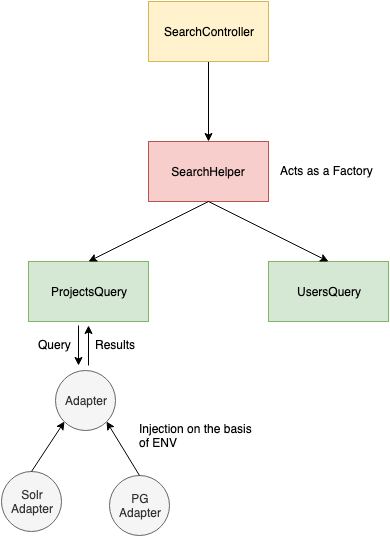 SearchController
SearchHelper
Acts as a Factory
ProjectsQuery
UsersQuery
Query
Results
Adapter
Injection on the basis
of ENV
Solr
Adapter
PG
Adapter